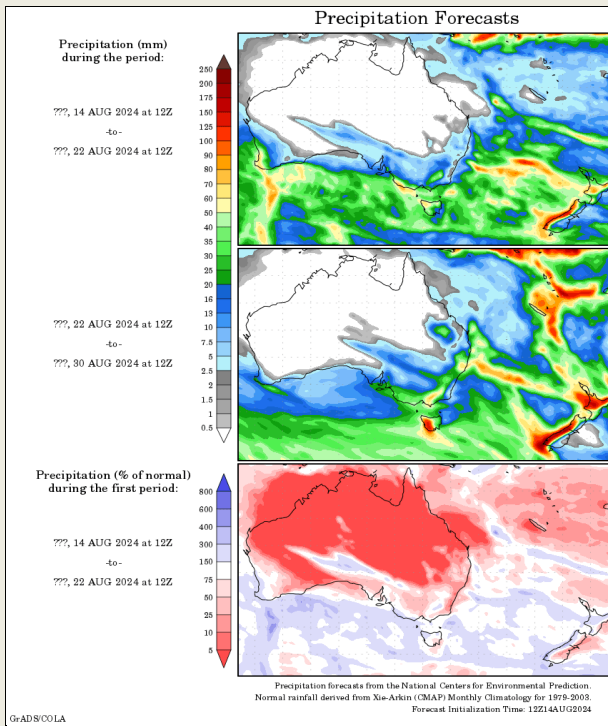 Precipitation Forecasts
Precipitation (mm)
during the period:
???, 14 AUG 2024 at 12Z
-to-
???, 22 AUG 2024 at 12Z
250
200
175
150
125
100
90
80
70
60
50
40
35
30
25
20
16
13
10
7.5
5
2.5
2
1.5
1
0.5
???, 22 AUG 2024 at 12Z
-to-
???, 30 AUG 2024 at 12Z
Precipitation (% of normal)
during the first period:
???, 14 AUG 2024 at 12Z
-to-
???, 22 AUG 2024 at 12Z
800
600
400
300
150
75
50
25
10
5
Precipitation forecasts from the National Centers for Environmental Prediction.
Normal rainfall derived from Xie-Arkin (CMAP) Monthly Climatology for 1979-2003.
Forecast Initialization Time: 12Z14AUG2024
GrADS/COLA